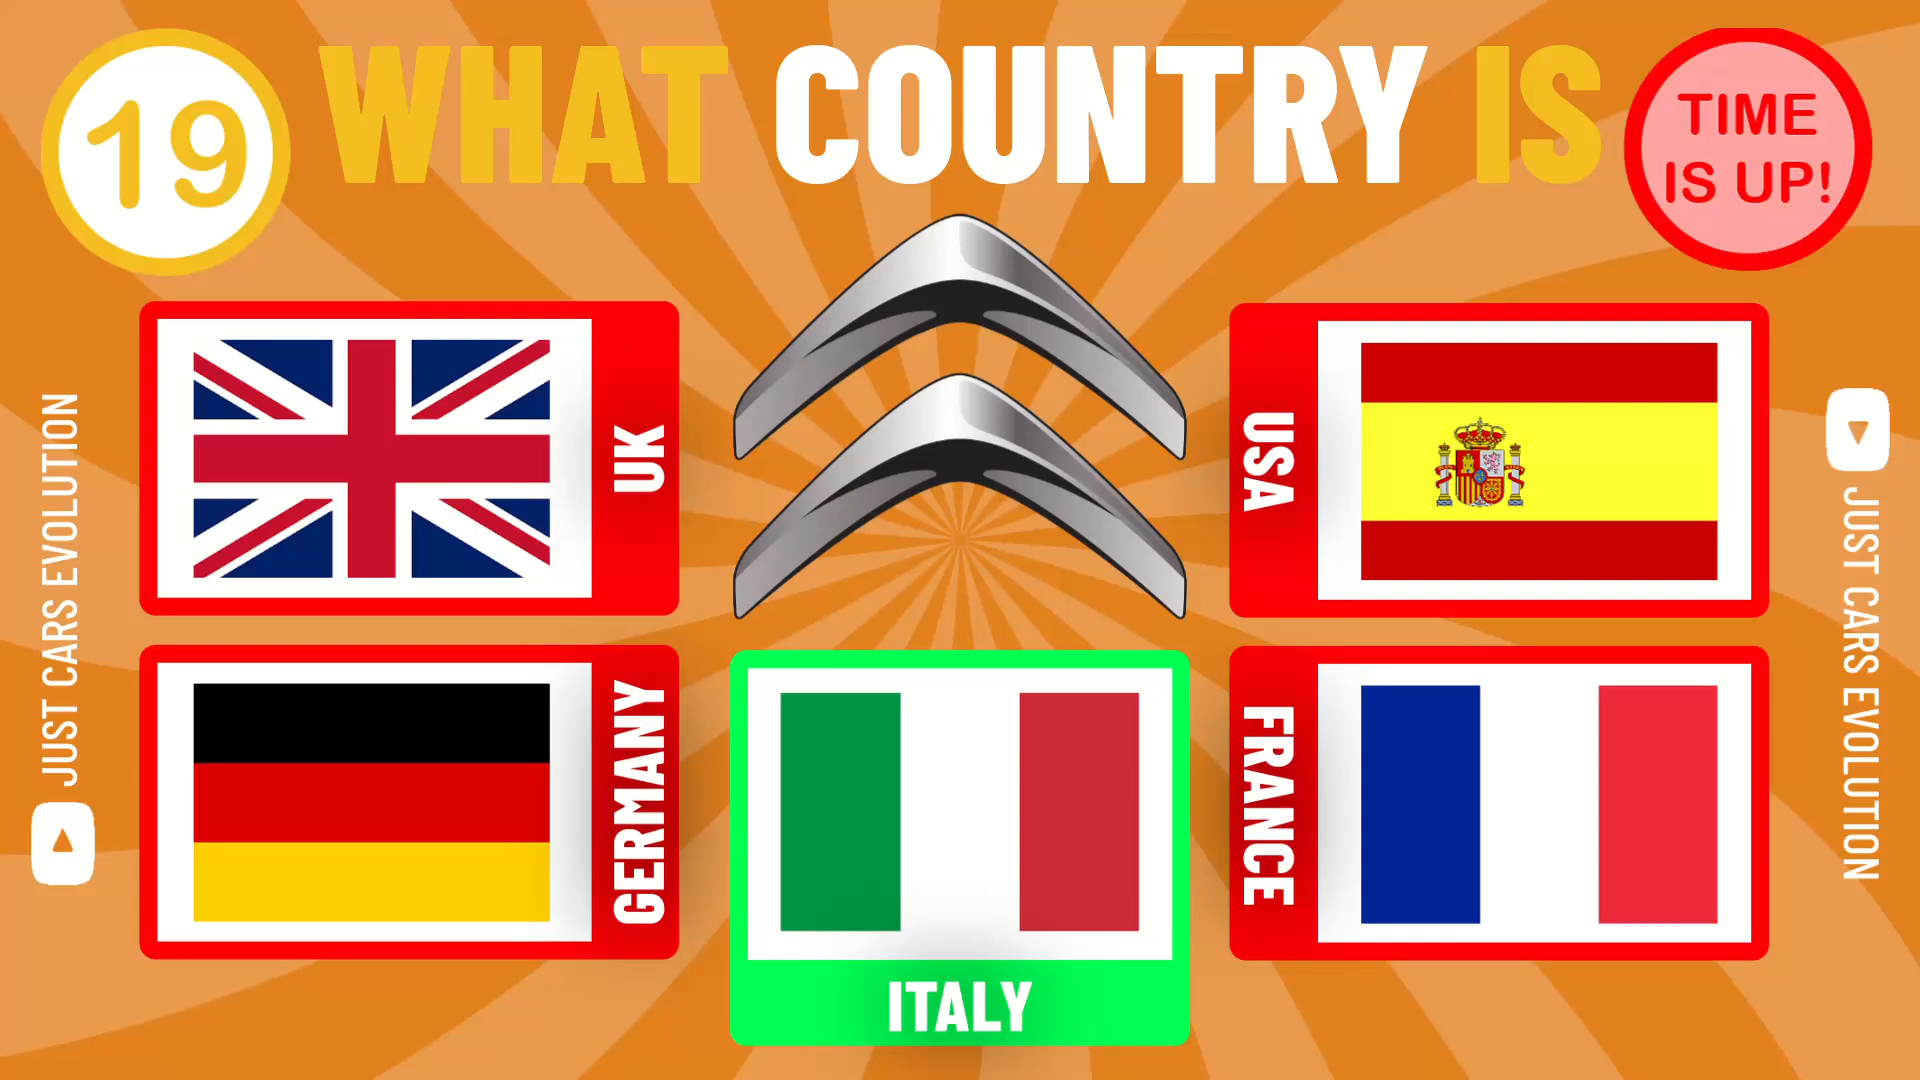 19
WHAT COUNTRY IS
TIME
IS UP!
UK
USA
GERMANY
ITALY
FRANCE
JUST CARS EVOLUTION
JUST CARS EVOLUTION